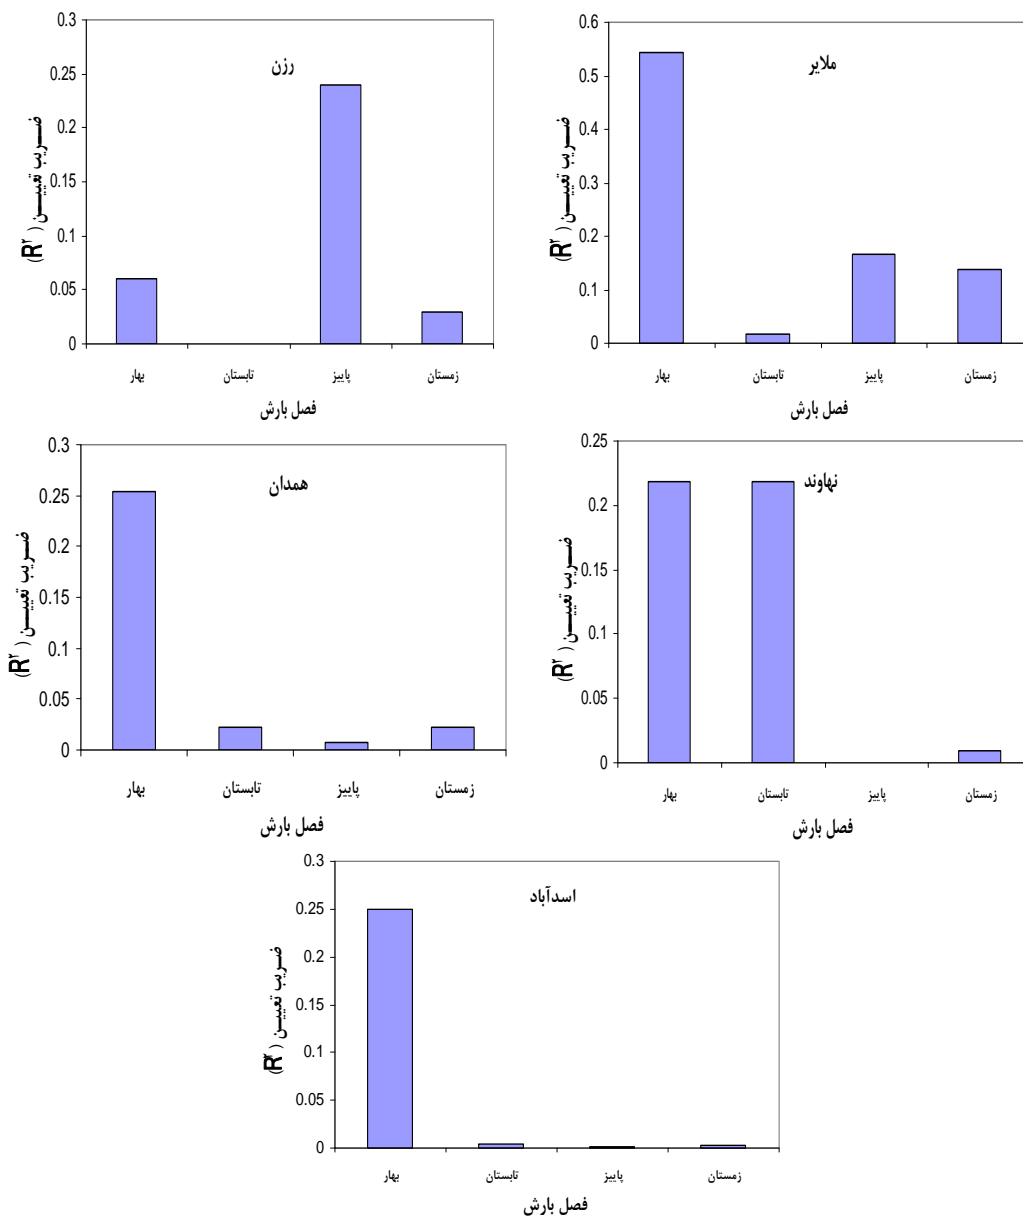 رزن
ضریب تعیین (R۲)
0.3
0.25
0.2
0.15
0.1
0.05
0
بهار تابستان پاییز زمستان
فصل بارش
ملایر
ضریب تعیین (R۲)
0.6
0.5
0.4
0.3
0.2
0.1
0
بهار تابستان پاییز زمستان
فصل بارش
همدان
ضریب تعیین (R۲)
0.3
0.25
0.2
0.15
0.1
0.05
0
بهار تابستان پاییز زمستان
فصل بارش
نهاوند
ضریب تعیین (R۲)
0.25
0.2
0.15
0.1
0.05
0
بهار تابستان پاییز زمستان
فصل بارش
اسدآباد
ضریب تعیین (R۲)
0.3
0.25
0.2
0.15
0.1
0.05
0
بهار تابستان پاییز زمستان
فصل بارش